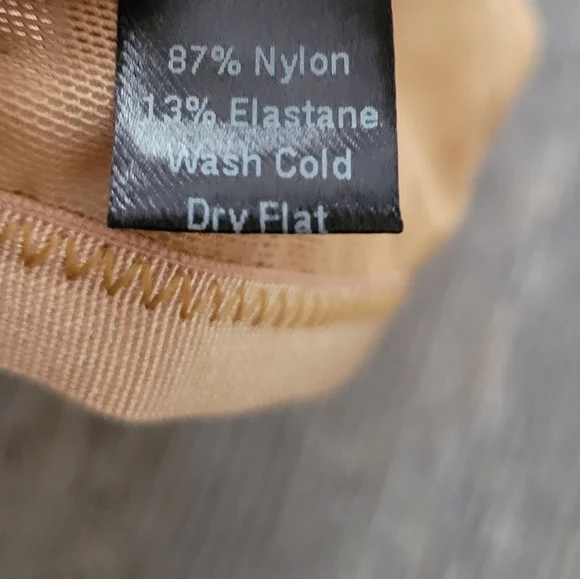 87% Nylon
13% Elastane
Wash Cold
Dry Flat